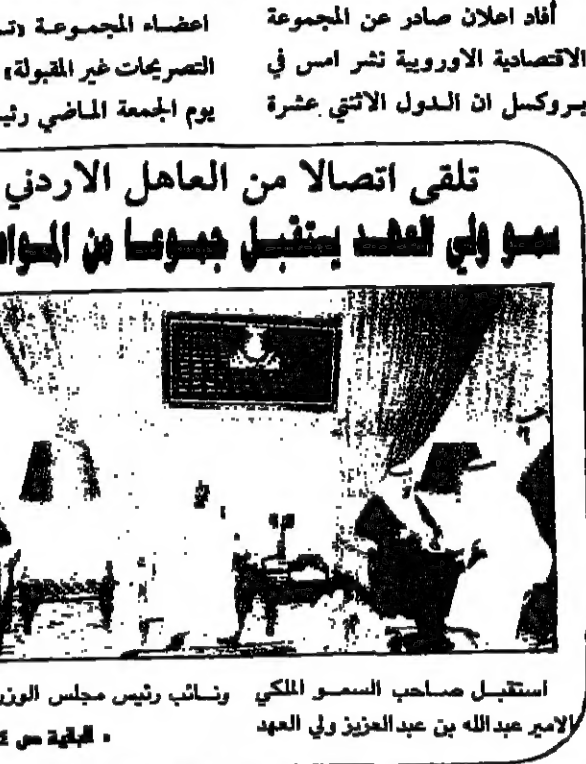 أفاد اعلان صادر عن المجموعة
الاقتصادية الاوروبية نشر امس في
بروكسل ان الدول الاثنتي عشرة
اعضاء المجموعة
التصريحات غير المقبولة»
يوم الجمعة الماضي
تلقى اتصالا من العاهل الاردني
سمو ولي العهد يستقبل جموعا من
استقبل صاحب السمو الملكي
الامير عبدالله بن عبدالعزيز ولي العهد
ونائب رئيس مجلس
البقية ص